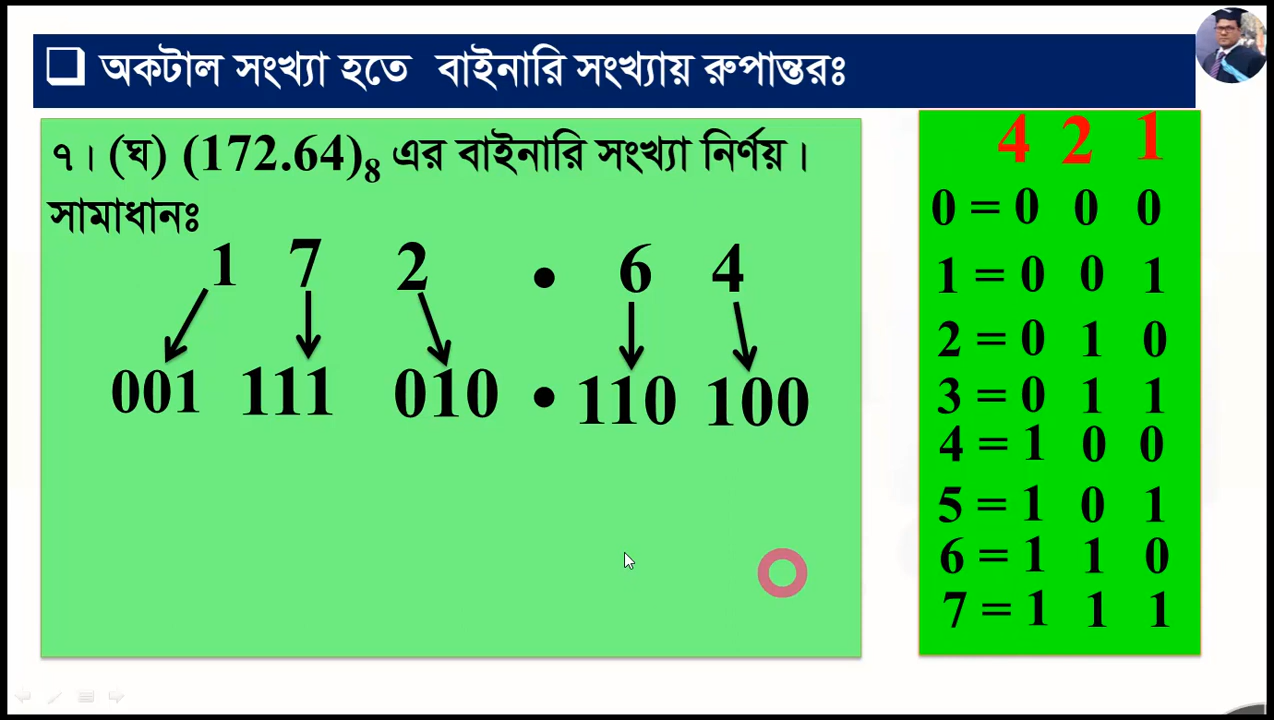 ❑ অকটাল সংখ্যা হতে বাইনারি সংখ্যায় রুপান্তরঃ
৭। (ঘ) (172.64)₈ এর বাইনারি সংখ্যা নির্ণয়।
সামাধানঃ
1 7 2 . 6 4
001 111 010 . 110 100
4 2 1
0 = 0 0 0
1 = 0 0 1
2 = 0 1 0
3 = 0 1 1
4 = 1 0 0
5 = 1 0 1
6 = 1 1 0
7 = 1 1 1